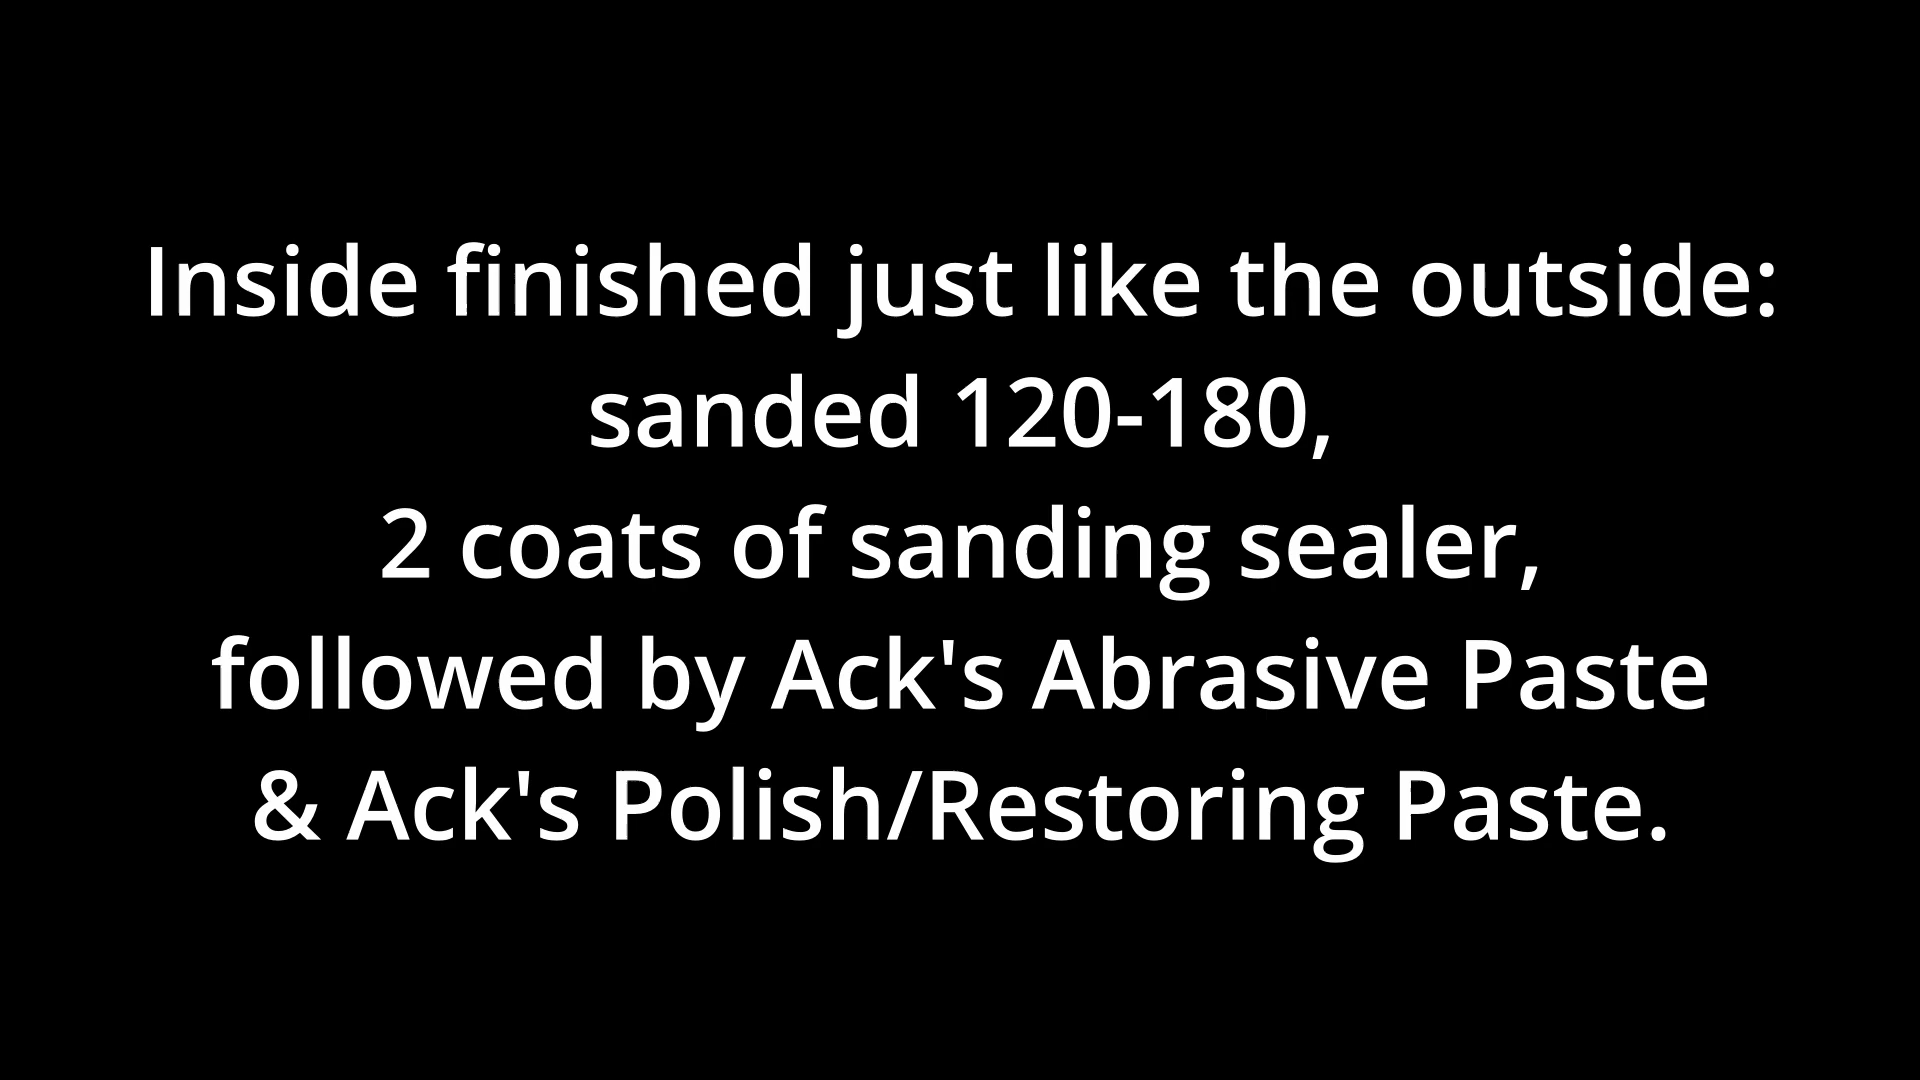 Inside finished just like the outside:
sanded 120-180,
2 coats of sanding sealer,
followed by Ack's Abrasive Paste
& Ack's Polish/Restoring Paste.